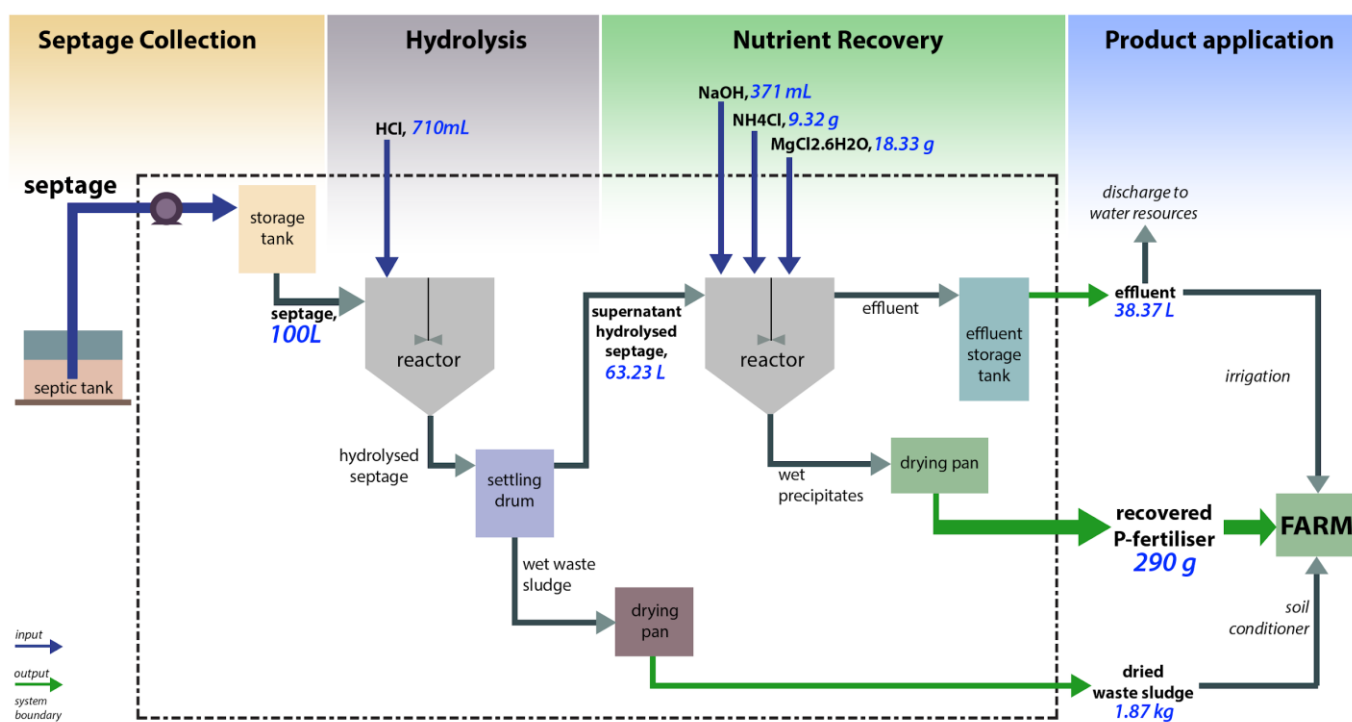 Septage Collection
Hydrolysis
Nutrient Recovery
Product application
NaOH, 371 mL
NH4Cl, 9.32 g
MgCl2.6H2O, 18.33 g
HCl, 710mL
septage
storage
tank
septic tank
septage,
100L
reactor
hydrolysed
septage
settling
drum
wet waste
sludge
drying
pan
supernatant
hydrolysed
septage,
63.23 L
reactor
effluent
effluent
storage
tank
wet
precipitates
drying pan
discharge to
water resources
effluent
38.37 L
irrigation
recovered
P-fertiliser
290 g
FARM
soil
conditioner
dried
waste sludge
1.87 kg
input
output
system
boundary